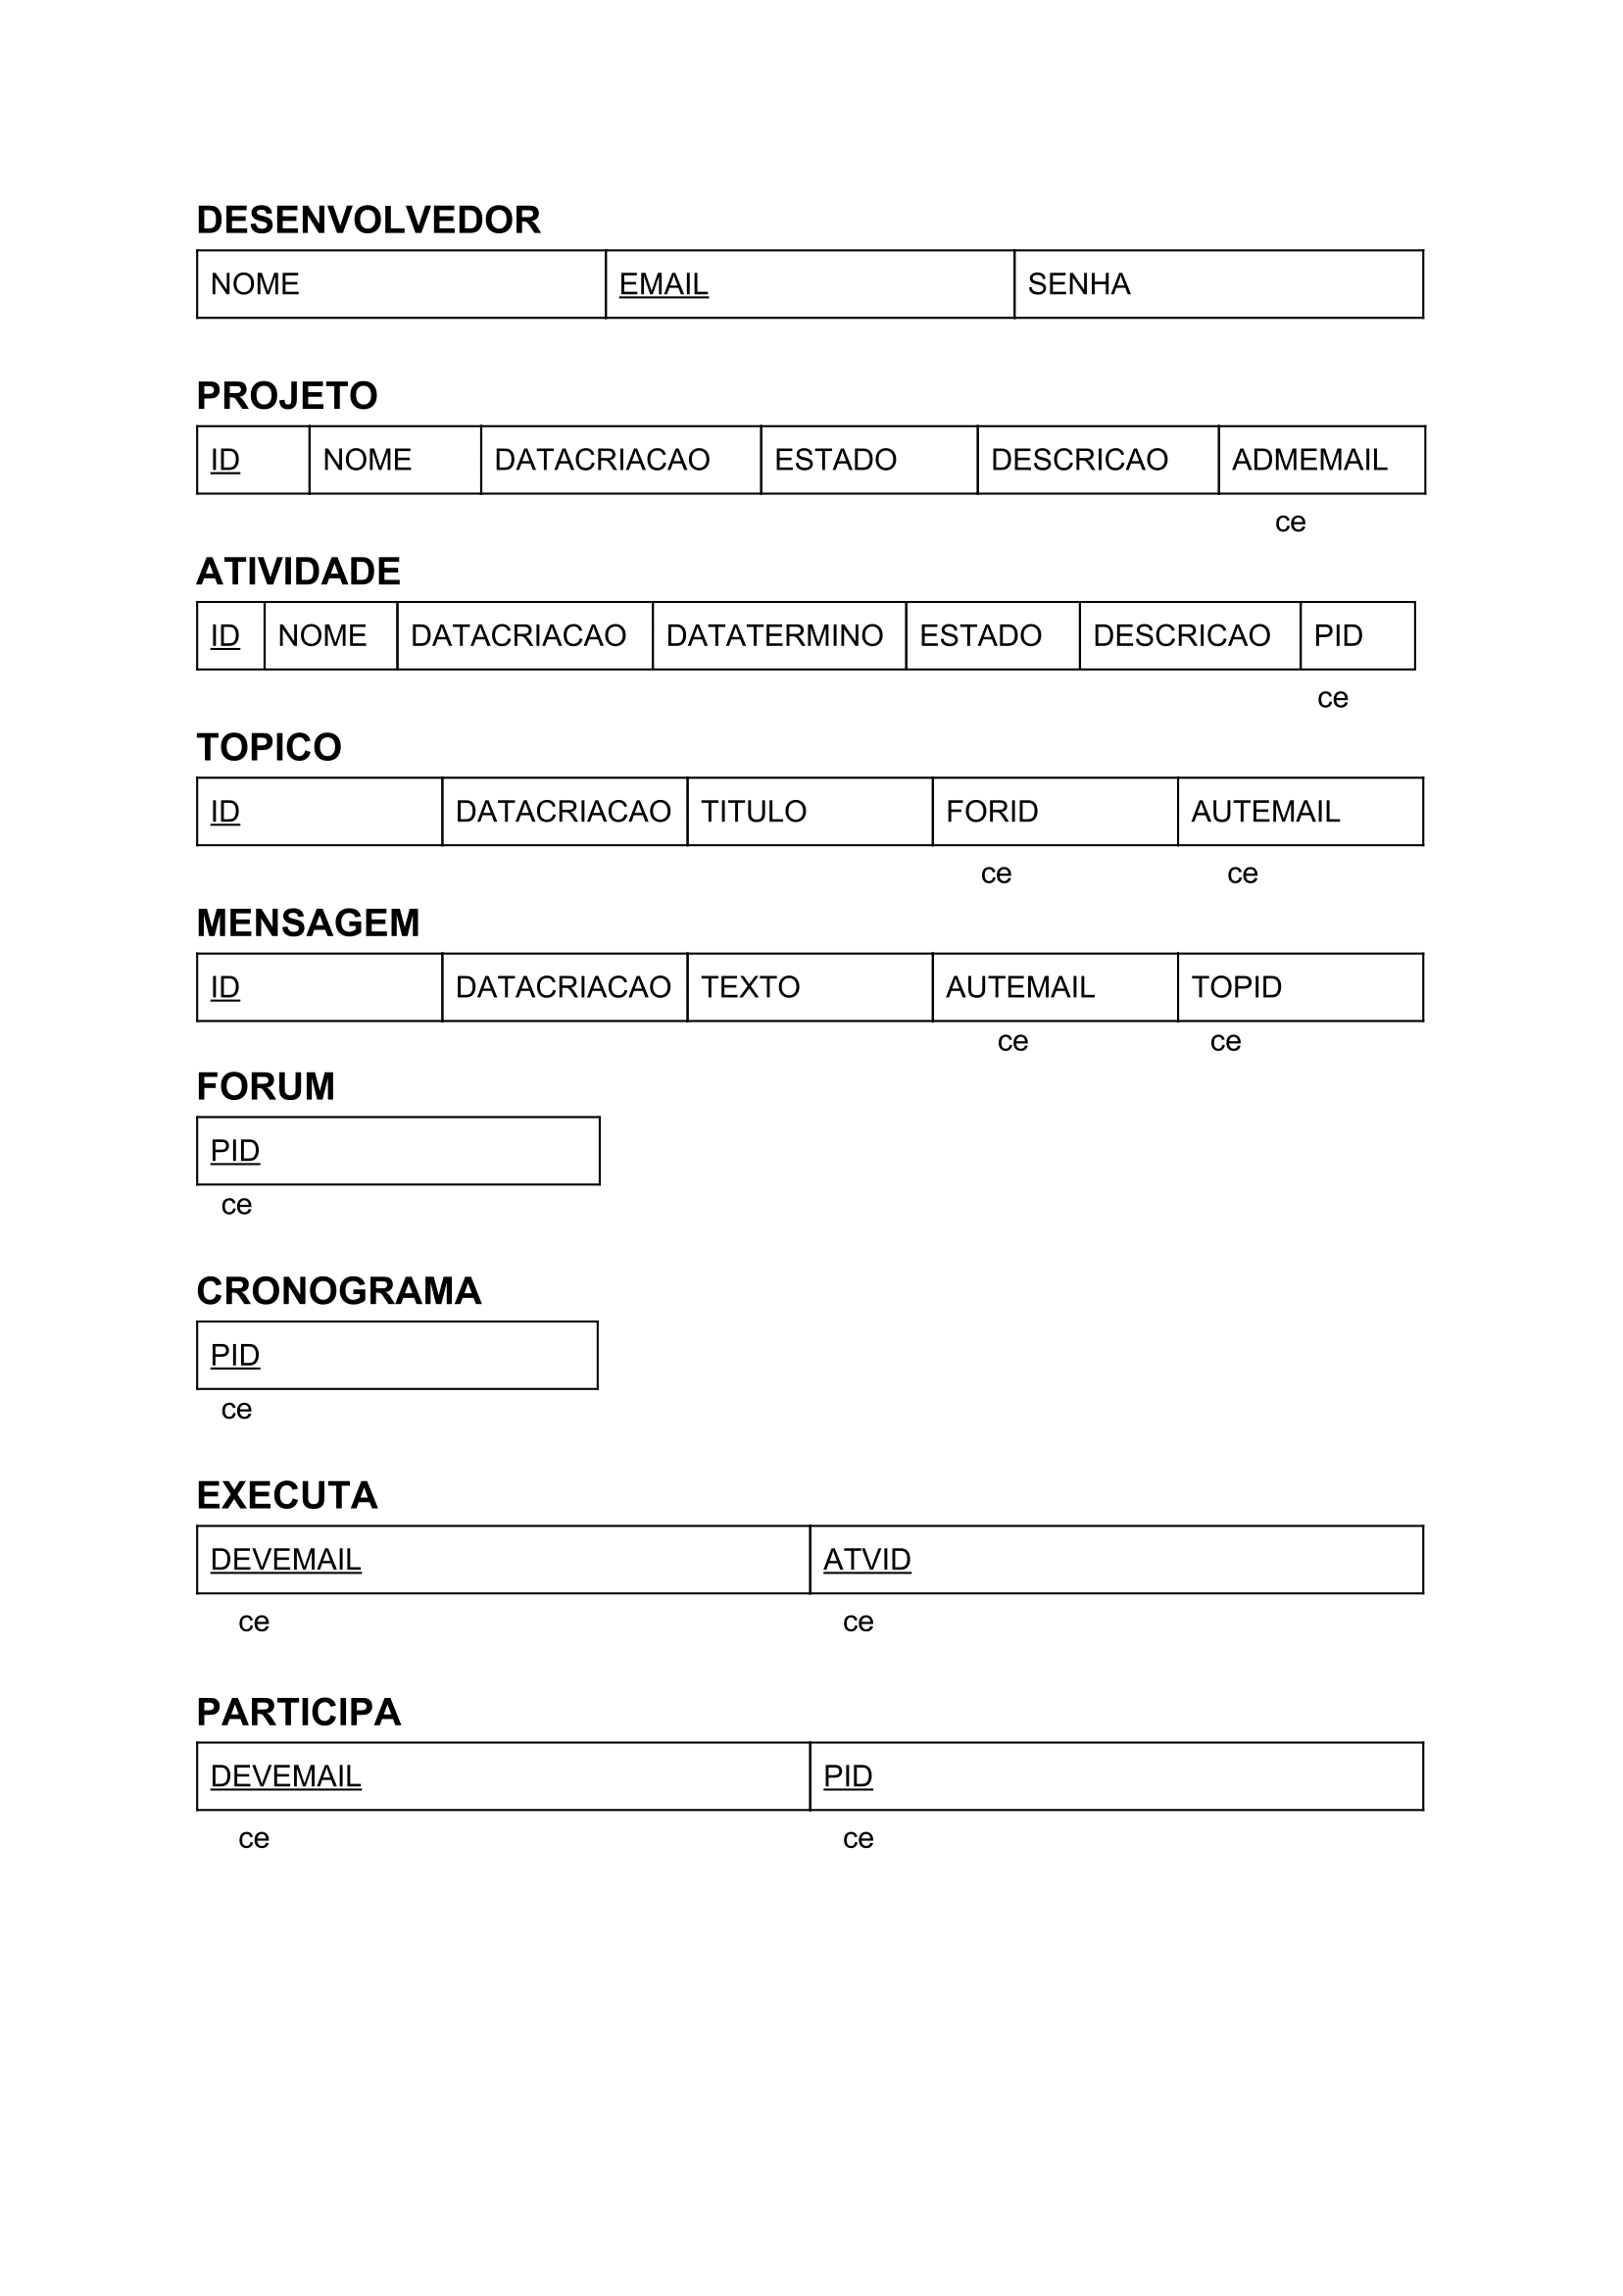 DESENVOLVEDOR
NOME EMAIL SENHA
PROJETO
ID NOME DATACRIACAO ESTADO DESCRICAO ADMEMAIL
ce
ATIVIDADE
ID NOME DATACRIACAO DATATERMINO ESTADO DESCRICAO PID
ce
TOPICO
ID DATACRIACAO TITULO FORID AUTEMAIL
ce ce
MENSAGEM
ID DATACRIACAO TEXTO AUTEMAIL TOPID
ce ce
FORUM
PID
ce
CRONOGRAMA
PID
ce
EXECUTA
DEVEMAIL ATVID
ce ce
PARTICIPA
DEVEMAIL PID
ce ce